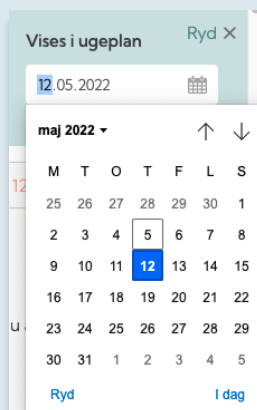 Vises i ugeplan
Ryd ×
12.05.2022
maj 2022
M T O T F L S
25 26 27 28 29 30 1
2 3 4 5 6 7 8
9 10 11 12 13 14 15
12
16 17 18 19 20 21 22
23 24 25 26 27 28 29
u
30 31 1 2 3 4 5
Ryd
I dag